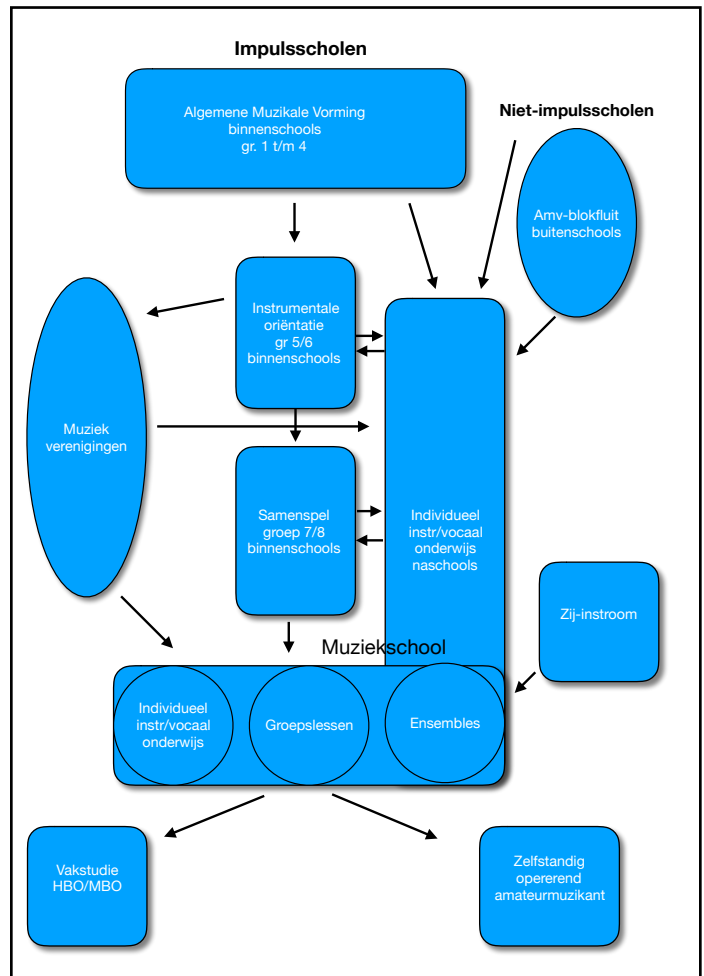 Impulsscholen
Algemene Muzikale Vorming
binnenschools
gr. 1 t/m 4
Niet-impulsscholen
Amv-blokfluit
buitenschools
Instrumentale
oriëntatie
gr 5/6
binnenschools
Muziek
verenigingen
Samenspel
groep 7/8
binnenschools
Individueel
instr/vocaal
onderwijs
naschools
Zij-instroom
Muziekschool
Individueel
instr/vocaal
onderwijs
Groepslessen
Ensembles
Vakstudie
HBO/MBO
Zelfstandig
opererend
amateurmuzikant